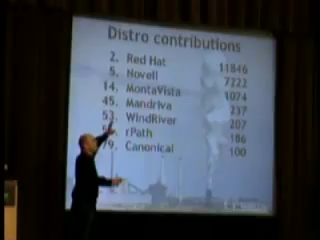 Distro contributions
2. Red Hat 11846
5. Novell 7222
14. MontaVista 1074
45. Mandriva 237
53. WindRiver 207
rPath 186
79. Canonical 100